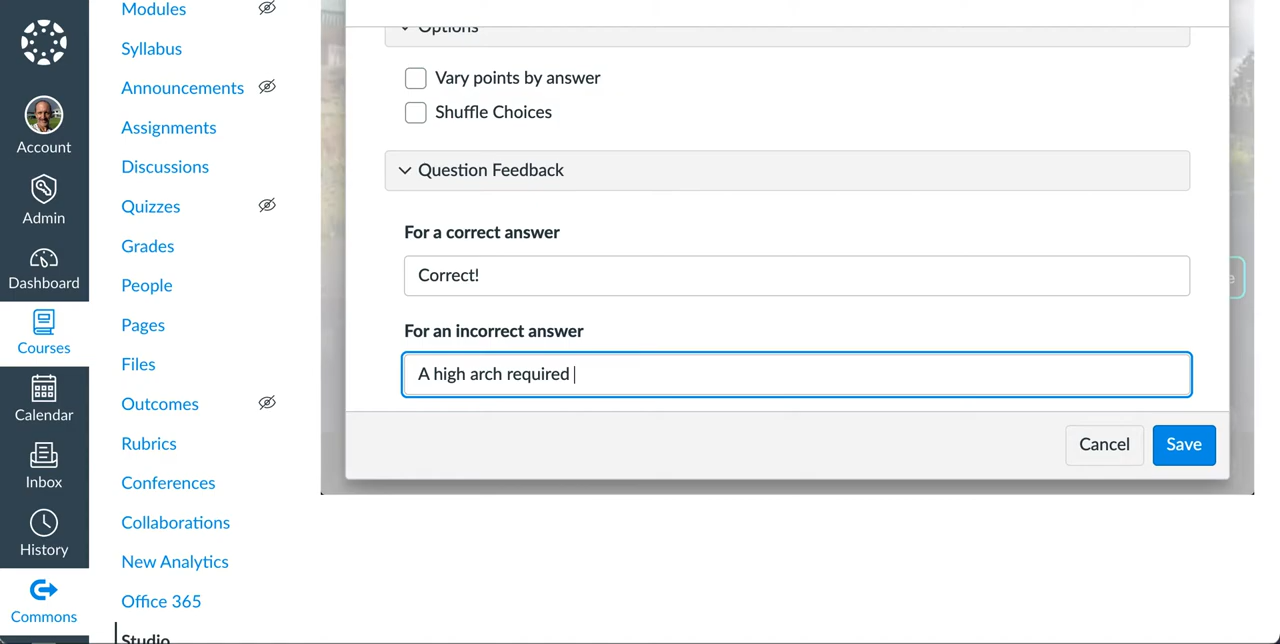 Account
Admin
Dashboard
Courses
Calendar
Inbox
History
Commons
Modules
Syllabus
Announcements
Assignments
Discussions
Quizzes
Grades
People
Pages
Files
Outcomes
Rubrics
Conferences
Collaborations
New Analytics
Office 365
Studio
Options
Vary points by answer
Shuffle Choices
Question Feedback
For a correct answer
Correct!
For an incorrect answer
A high arch required
Cancel
Save